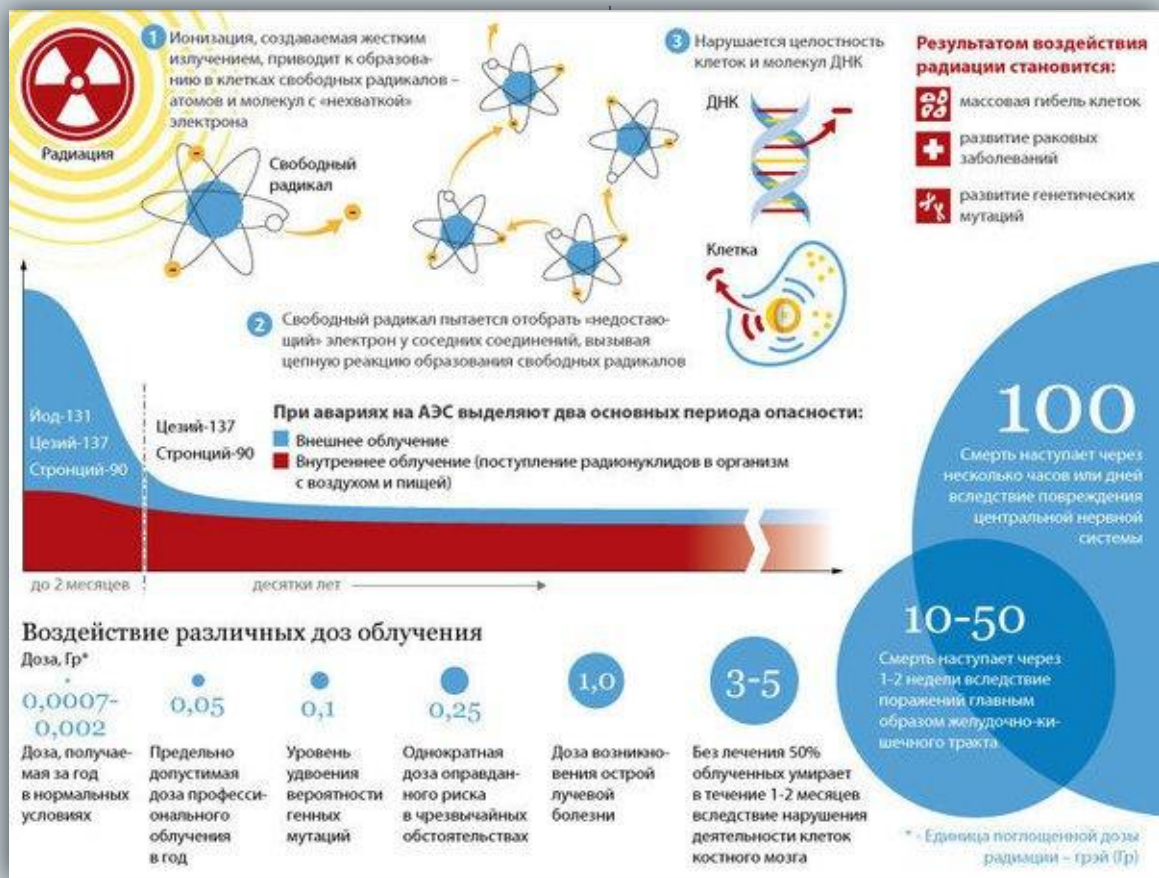 Радиация
1 Ионизация, создаваемая жестким
излучением, приводит к образова-
нию в клетках свободных радикалов –
атомов и молекул с «нехваткой»
электрона
Свободный
радикал
2 Свободный радикал пытается отобрать «недостаю-
щий» электрон у соседних соединений, вызывая
цепную реакцию образования свободных радикалов
3 Нарушается целостность
клеток и молекул ДНК
ДНК
Клетка
Результатом воздействия
радиации становится:
массовая гибель клеток
развитие раковых
заболеваний
развитие генетических
мутаций
Йод-131
Цезий-137
Стронций-90
Цезий-137
Стронций-90
При авариях на АЭС выделяют два основных периода опасности:
Внешнее облучение
Внутреннее облучение (поступление радионуклидов в организм
с воздухом и пищей)
до 2 месяцев
десятки лет
Воздействие различных доз облучения
Доза, Гр*
0,0007-
0,002
Доза, получае-
мая за год
в нормальных
условиях
0,05
Предельно
допустимая
доза професси-
онального
облучения
в год
0,1
Уровень
удвоения
вероятности
генных
мутаций
0,25
Однократная
доза оправдан-
ного риска
в чрезвычайных
обстоятельствах
1,0
Доза возникно-
вения острой
лучевой
болезни
3-5
Без лечения 50%
облученных умирает
в течение 1-2 месяцев
вследствие нарушения
деятельности клеток
костного мозга
10-50
Смерть наступает через
1-2 недели вследствие
поражений главным
образом желудочно-ки-
шечного тракта
100
Смерть наступает через
несколько часов или дней
вследствие повреждения
центральной нервной
системы
* - Единица поглощенной дозы
радиации – грэй (Гр)